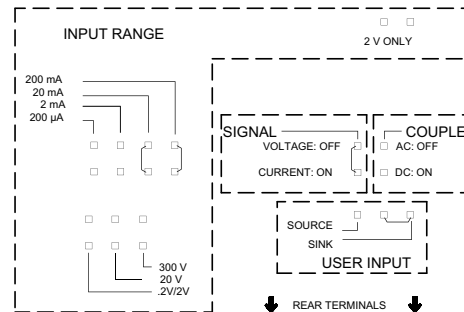 INPUT RANGE
2 V ONLY
200 mA
20 mA
2 mA
200 µA
SIGNAL
COUPLE
VOLTAGE: OFF
AC: OFF
CURRENT: ON
DC: ON
SOURCE
SINK
USER INPUT
300 V
20 V
.2V/2V
REAR TERMINALS